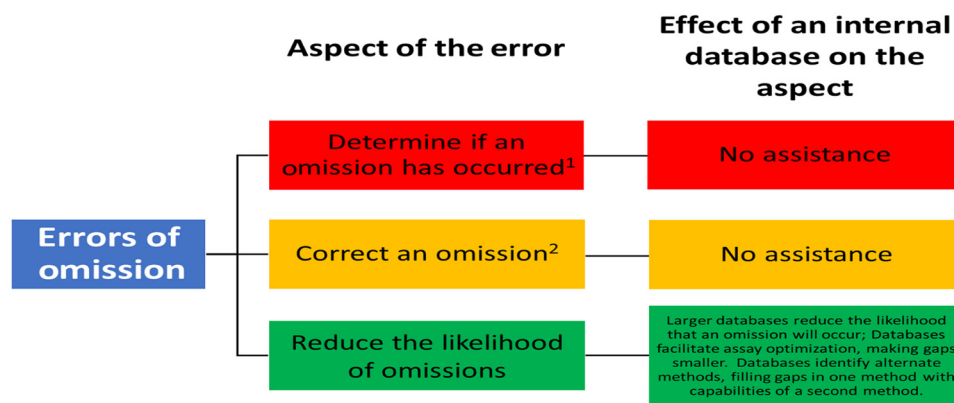 Aspect of the error
Effect of an internal
database on the
aspect
Determine if an
omission has occurred¹
No assistance
Errors of
omission
Correct an omission²
No assistance
Reduce the likelihood
of omissions
Larger databases reduce the likelihood
that an omission will occur; Databases
facilitate assay optimization, making gaps
smaller. Databases identify alternate
methods, filling gaps in one method with
capabilities of a second method.